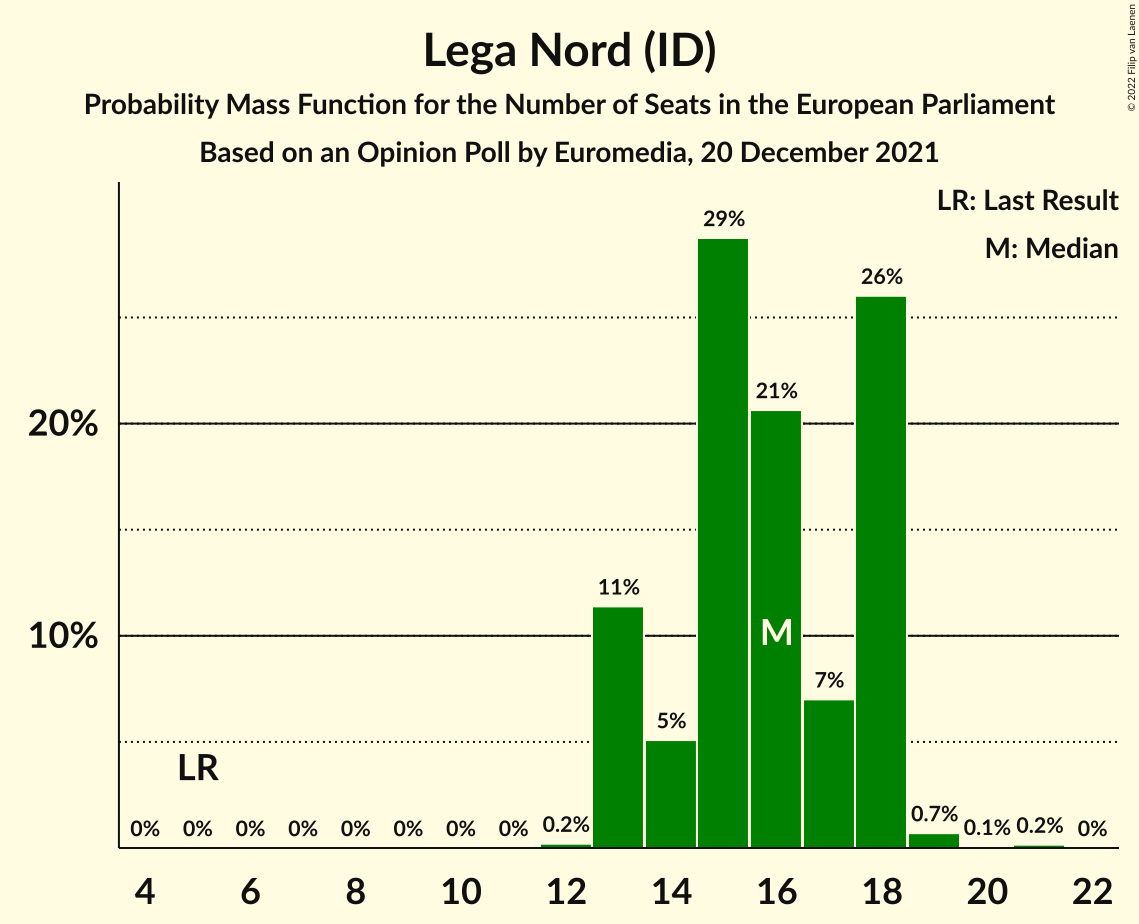 Lega Nord (ID)
Probability Mass Function for the Number of Seats in the European Parliament
Based on an Opinion Poll by Euromedia, 20 December 2021
© 2022 Filip van Laenen
LR: Last Result
M: Median
20%
10%
0%
LR
0%
0%
0%
0%
0%
0%
0%
0.2%
11%
5%
29%
21%
M
7%
26%
0.7%
0.1%
0.2%
0%
4 6 8 10 12 14 16 18 20 22